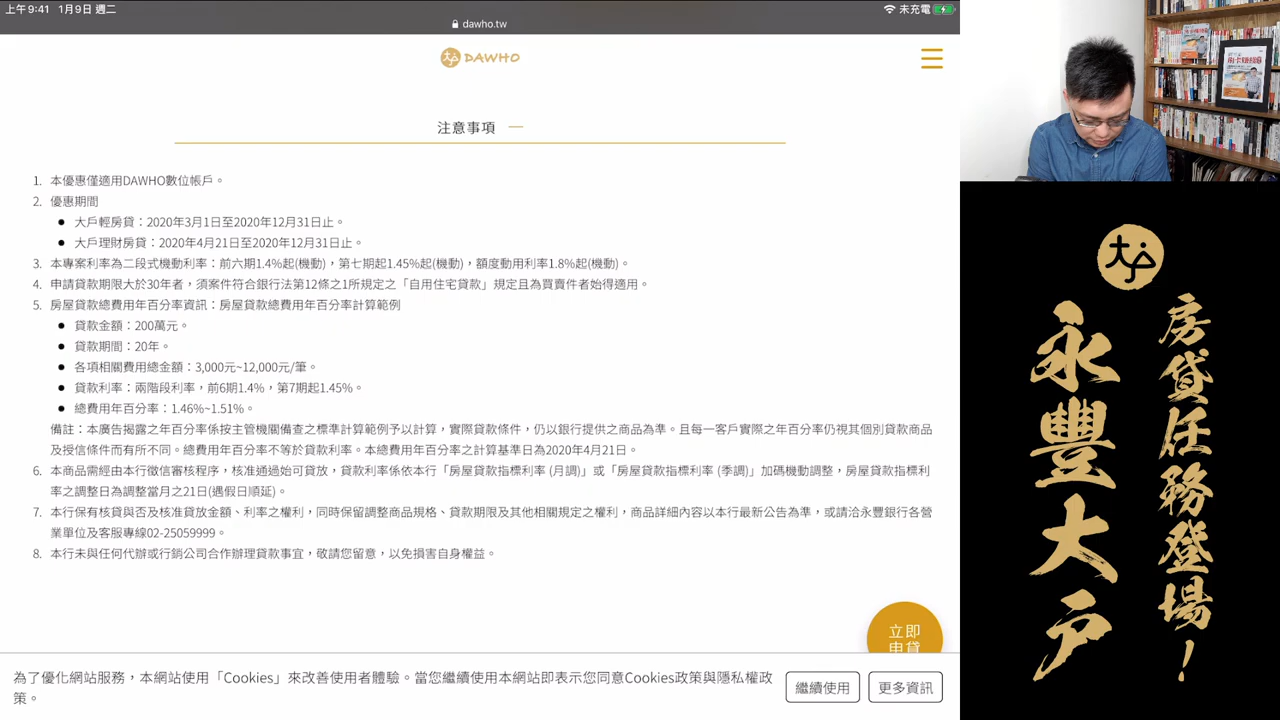 上午9:41 1月9日 週二
未充電
dawho.tw
大戶 DAWHO
注意事項
1. 本優惠僅適用DAWHO數位帳戶。
2. 優惠期間
● 大戶輕房貸:2020年3月1日至2020年12月31日止。
● 大戶理財房貸:2020年4月21日至2020年12月31日止。
3. 本專案利率為二段式機動利率:前六期1.4%起(機動),第七期起1.45%起(機動),額度動用利率1.8%起(機動)。
4. 申請貸款期限大於30年者,須案件符合銀行法第12條之1所規定之「自用住宅貸款」規定且為買賣件者始得適用。
5. 房屋貸款總費用年百分率資訊:房屋貸款總費用年百分率計算範例
● 貸款金額:200萬元。
● 貸款期間:20年。
● 各項相關費用總金額:3,000元~12,000元/筆。
● 貸款利率:兩階段利率,前6期1.4%,第7期起1.45%。
● 總費用年百分率:1.46%~1.51%。
備註:本廣告揭露之年百分率係按主管機關備查之標準計算範例予以計算,實際貸款條件,仍以銀行提供之商品為準。且每一客戶實際之年百分率仍視其個別貸款商品
及授信條件而有所不同。總費用年百分率不等於貸款利率。本總費用年百分率之計算基準日為2020年4月21日。
6. 本商品需經由本行徵信審核程序,核准通過始可貸放,貸款利率係依本行「房屋貸款指標利率 (月調)」或「房屋貸款指標利率 (季調)」加碼機動調整,房屋貸款指標利
率之調整日為調整當月之21日(遇假日順延)。
7. 本行保有核貸與否及核准貸放金額、利率之權利,同時保留調整商品規格、貸款期限及其他相關規定之權利,商品詳細內容以本行最新公告為準,或請洽永豐銀行各營
業單位及客服專線02-25059999。
8. 本行未與任何代辦或行銷公司合作辦理貸款事宜,敬請您留意,以免損害自身權益。
立即
申貸
為了優化網站服務,本網站使用「Cookies」來改善使用者體驗。當您繼續使用本網站即表示您同意Cookies政策與隱私權政
策。
繼續使用
更多資訊
大戶
房貸任務登場!
永豐大戶